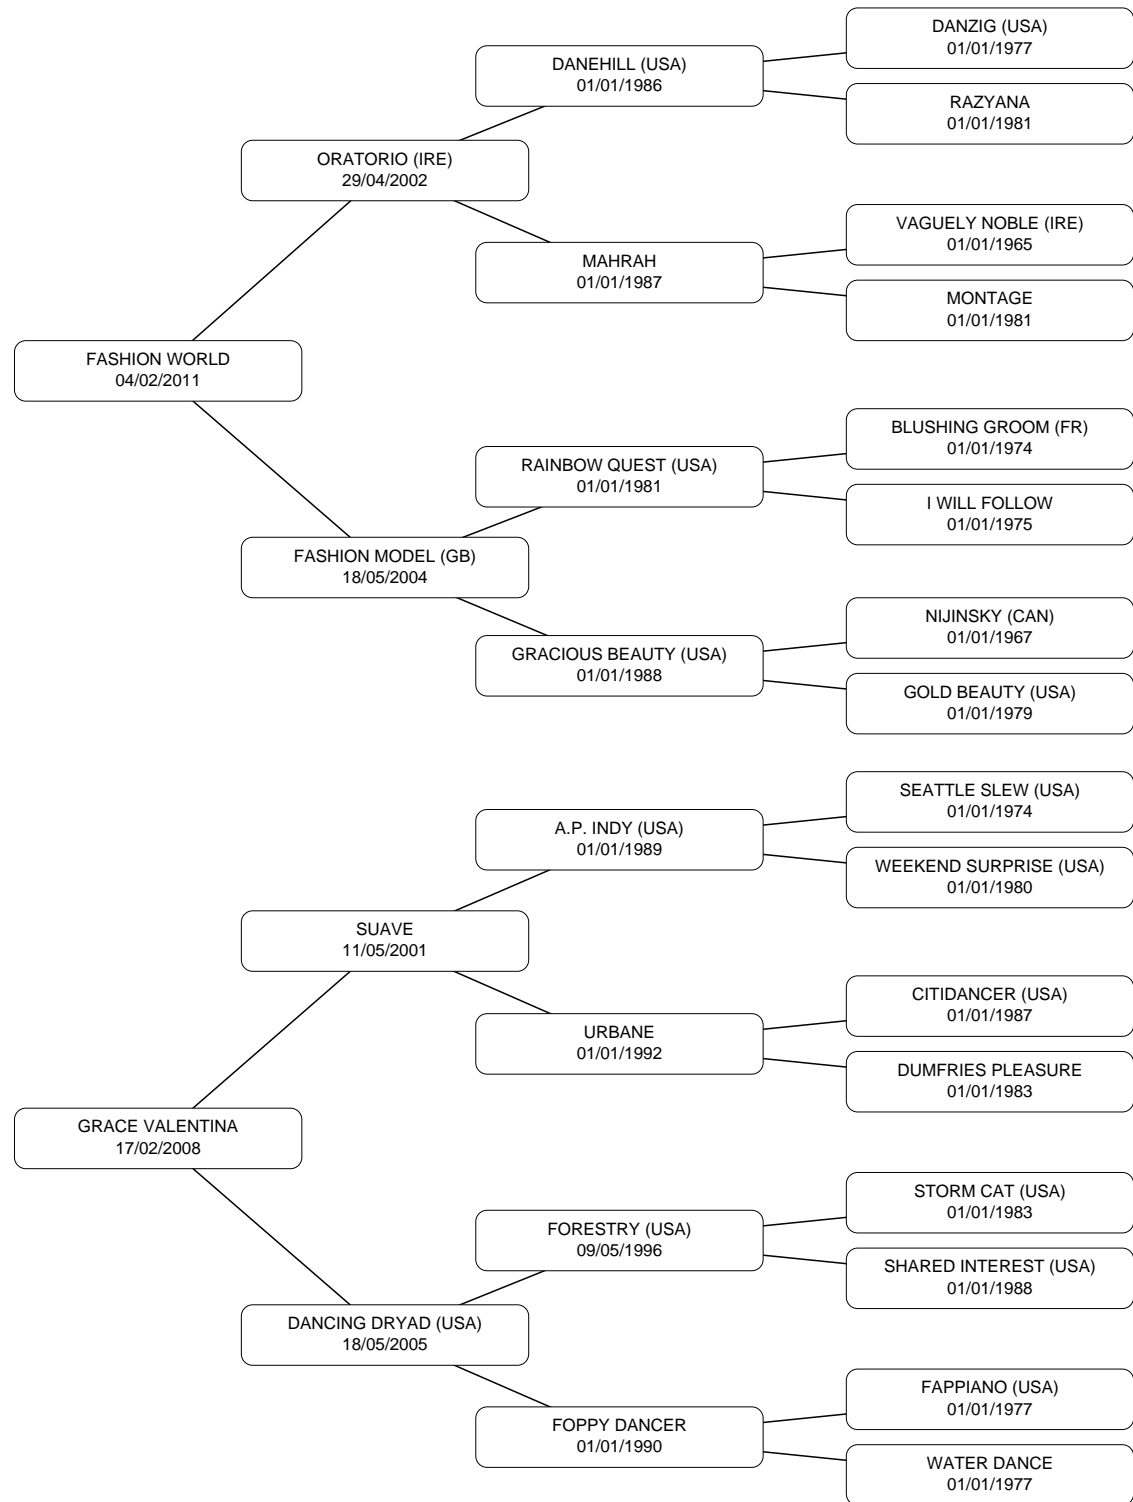 DANZIG (USA)
01/01/1977
DANEHILL (USA)
01/01/1986
RAZYANA
01/01/1981
ORATORIO (IRE)
29/04/2002
VAGUELY NOBLE (IRE)
01/01/1965
MAHRAH
01/01/1987
MONTAGE
01/01/1981
FASHION WORLD
04/02/2011
BLUSHING GROOM (FR)
01/01/1974
RAINBOW QUEST (USA)
01/01/1981
I WILL FOLLOW
01/01/1975
FASHION MODEL (GB)
18/05/2004
NIJINSKY (CAN)
01/01/1967
GRACIOUS BEAUTY (USA)
01/01/1988
GOLD BEAUTY (USA)
01/01/1979
SEATTLE SLEW (USA)
01/01/1974
A.P. INDY (USA)
01/01/1989
WEEKEND SURPRISE (USA)
01/01/1980
SUAVE
11/05/2001
CITIDANCER (USA)
01/01/1987
URBANE
01/01/1992
DUMFRIES PLEASURE
01/01/1983
GRACE VALENTINA
17/02/2008
STORM CAT (USA)
01/01/1983
FORESTRY (USA)
09/05/1996
SHARED INTEREST (USA)
01/01/1988
DANCING DRYAD (USA)
18/05/2005
FAPPIANO (USA)
01/01/1977
FOPPY DANCER
01/01/1990
WATER DANCE
01/01/1977